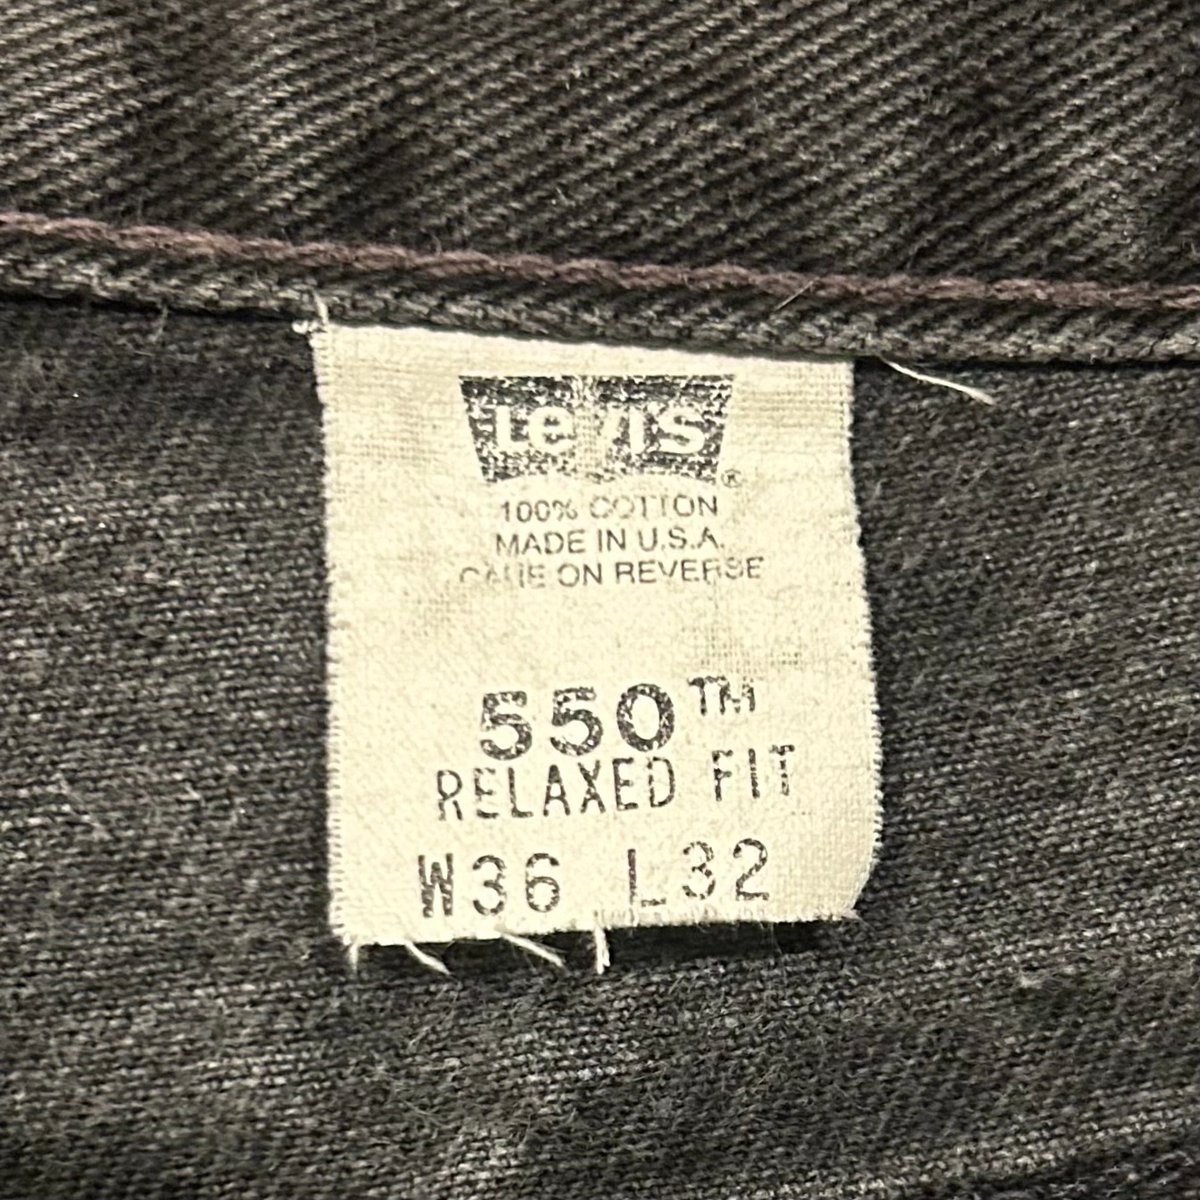 Levi's®
100% COTTON
MADE IN U.S.A.
CARE ON REVERSE
550™
RELAXED FIT
W36 L32